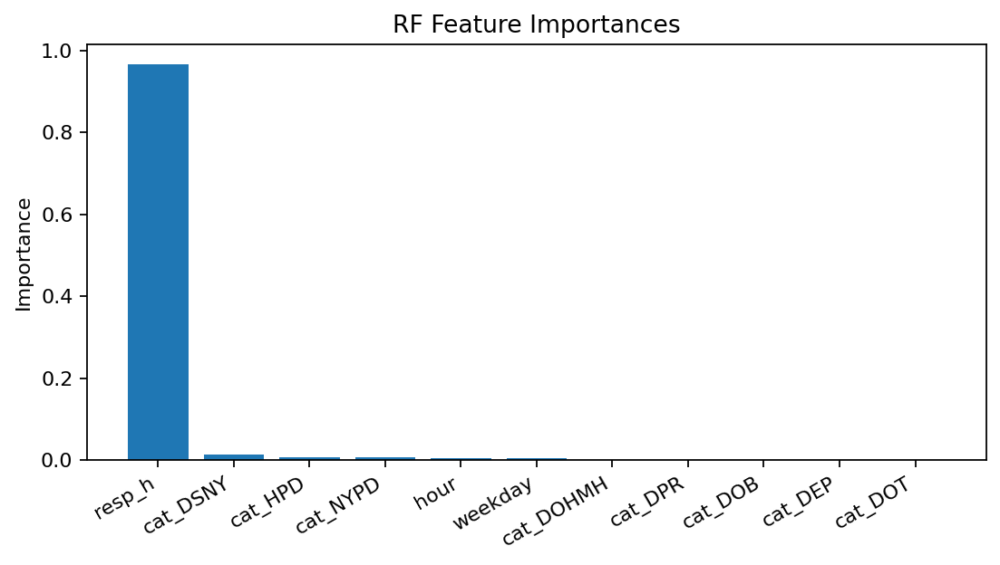 RF Feature Importances
Importance
1.0
0.8
0.6
0.4
0.2
0.0
resp_h
cat_DSNY
cat_HPD
cat_NYPD
hour
weekday
cat_DOHMH
cat_DPR
cat_DOB
cat_DEP
cat_DOT